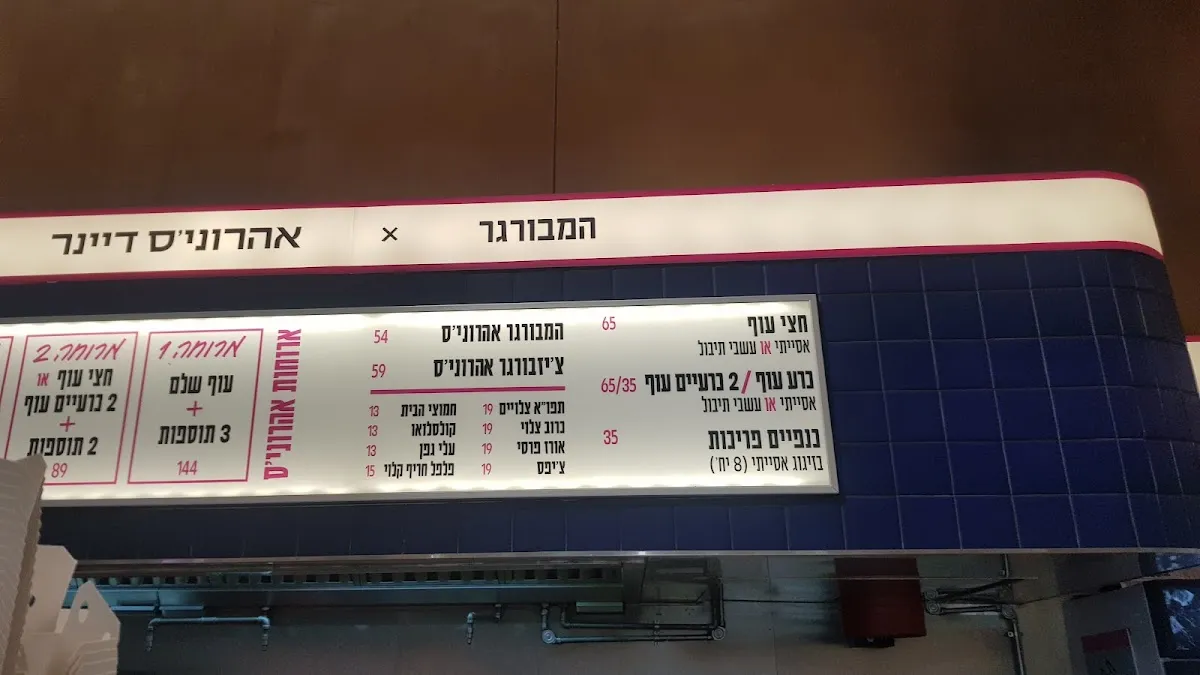 המבורגר × אהרוני'ס דיינר
חצי עוף 65
אסייתי או עשבי תיבול
כרע עוף / 2 כרעיים עוף 65/35
אסייתי או עשבי תיבול
כנפיים פריכות 35
בזיגוג אסייתי (8 יח')
המבורגר אהרוני'ס 54
צ'יזבורגר אהרוני'ס 59
תפו"א צלויים 19
כרוב צלוי 19
אורז פרסי 19
צ'יפס 19
חמוצי הבית 13
קולסלאו 13
עלי גפן 13
פלפל חריף קלוי 15
ארוחות אהרוני'ס
ארוחה 1
עוף שלם
+
3 תוספות
144
ארוחה 2
חצי עוף או
2 כרעיים עוף
+
2 תוספות
89